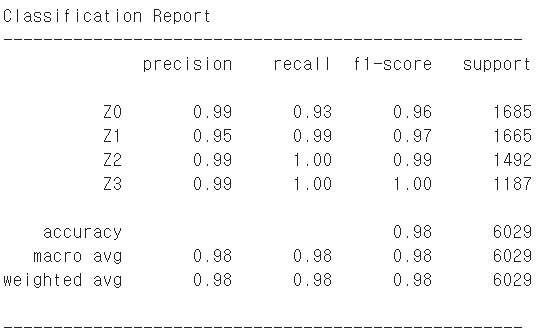 Classification Report
----------------------------------------------------
              precision    recall  f1-score   support

          Z0       0.99      0.93      0.96      1685
          Z1       0.95      0.99      0.97      1665
          Z2       0.99      1.00      0.99      1492
          Z3       0.99      1.00      1.00      1187

    accuracy                           0.98      6029
   macro avg       0.98      0.98      0.98      6029
weighted avg       0.98      0.98      0.98      6029

----------------------------------------------------